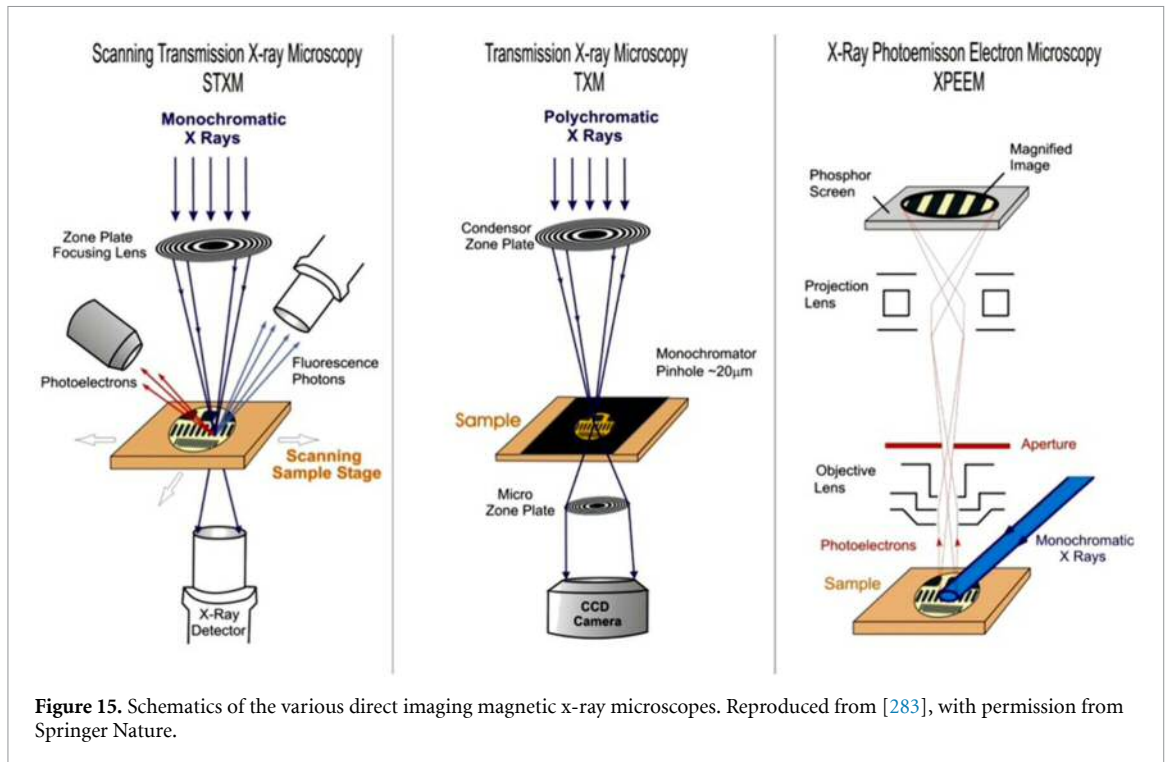 Scanning Transmission X-ray Microscopy
STXM
Monochromatic
X Rays
Zone Plate
Focusing Lens
Photoelectrons
Fluorescence
Photons
Scanning
Sample Stage
X-Ray
Detector
Transmission X-ray Microscopy
TXM
Polychromatic
X Rays
Condensor
Zone Plate
Monochromator
Pinhole ~20μm
Sample
Micro
Zone Plate
CCD
Camera
X-Ray Photoemisson Electron Microscopy
XPEEM
Magnified
Image
Phosphor
Screen
Projection
Lens
Aperture
Objective
Lens
Photoelectrons
Monochromatic
X Rays
Sample
Figure 15. Schematics of the various direct imaging magnetic x-ray microscopes. Reproduced from [283], with permission from
Springer Nature.